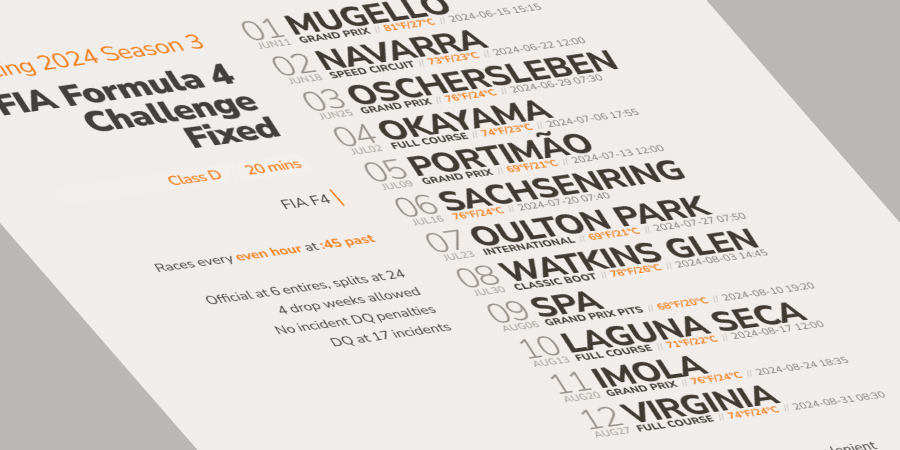 ing 2024 Season 3
FIA Formula 4
Challenge
Fixed
Class D // 20 mins
FIA F4 |
Races every even hour at :45 past
Official at 6 entires, splits at 24
4 drop weeks allowed
No incident DQ penalties
DQ at 17 incidents
01 MUGELLO
JUN11 GRAND PRIX // 81°F/27°C // 2024-06-15 15:15
02 NAVARRA
JUN18 SPEED CIRCUIT // 73°F/23°C // 2024-06-22 12:00
03 OSCHERSLEBEN
JUN25 GRAND PRIX // 76°F/24°C // 2024-06-29 07:30
04 OKAYAMA
JUL02 FULL COURSE // 74°F/23°C // 2024-07-06 17:55
05 PORTIMÃO
JUL09 GRAND PRIX // 69°F/21°C // 2024-07-13 12:00
06 SACHSENRING
JUL16 76°F/24°C // 2024-07-20 07:40
07 OULTON PARK
JUL23 INTERNATIONAL // 69°F/21°C // 2024-07-27 07:50
08 WATKINS GLEN
JUL30 CLASSIC BOOT // 78°F/26°C // 2024-08-03 14:45
09 SPA
AUG06 GRAND PRIX PITS // 68°F/20°C // 2024-08-10 19:20
10 LAGUNA SECA
AUG13 FULL COURSE // 71°F/22°C // 2024-08-17 12:00
11 IMOLA
AUG20 GRAND PRIX // 76°F/24°C // 2024-08-24 18:35
12 VIRGINIA
AUG27 FULL COURSE // 74°F/24°C // 2024-08-31 08:30